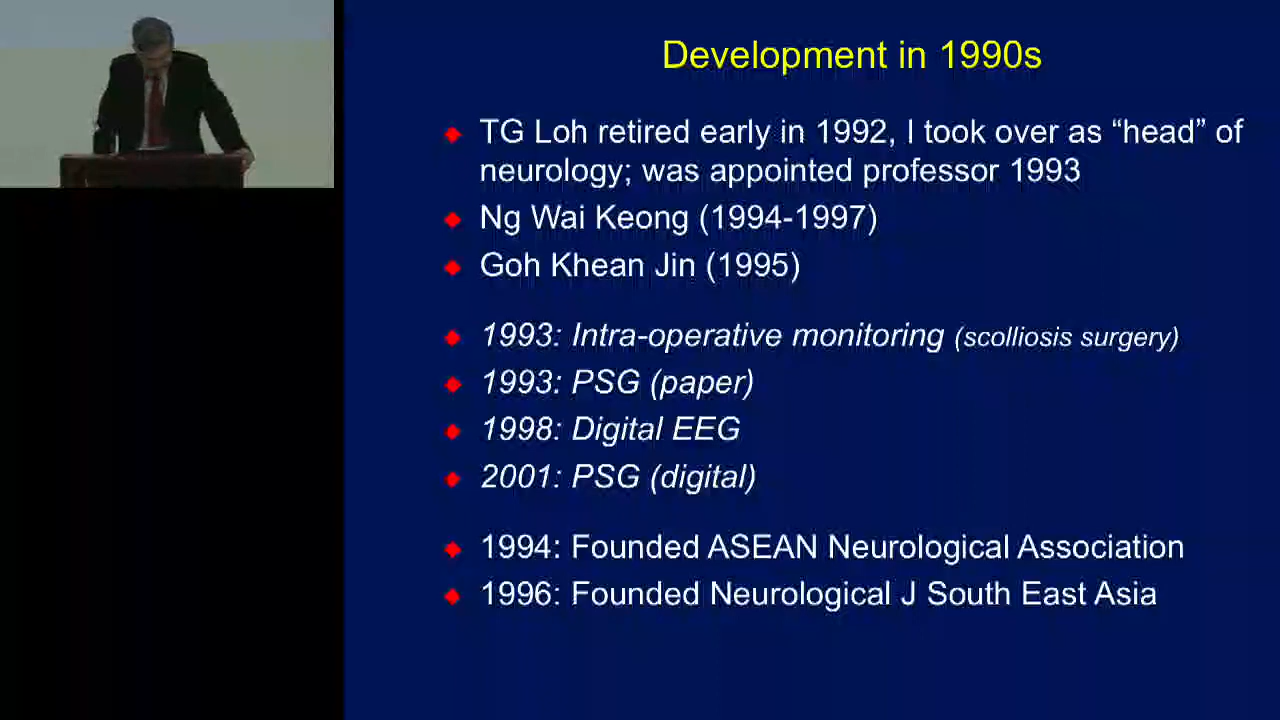 Development in 1990s
TG Loh retired early in 1992, I took over as “head” of
neurology; was appointed professor 1993
Ng Wai Keong (1994-1997)
Goh Khean Jin (1995)
1993: Intra-operative monitoring (scolliosis surgery)
1993: PSG (paper)
1998: Digital EEG
2001: PSG (digital)
1994: Founded ASEAN Neurological Association
1996: Founded Neurological J South East Asia